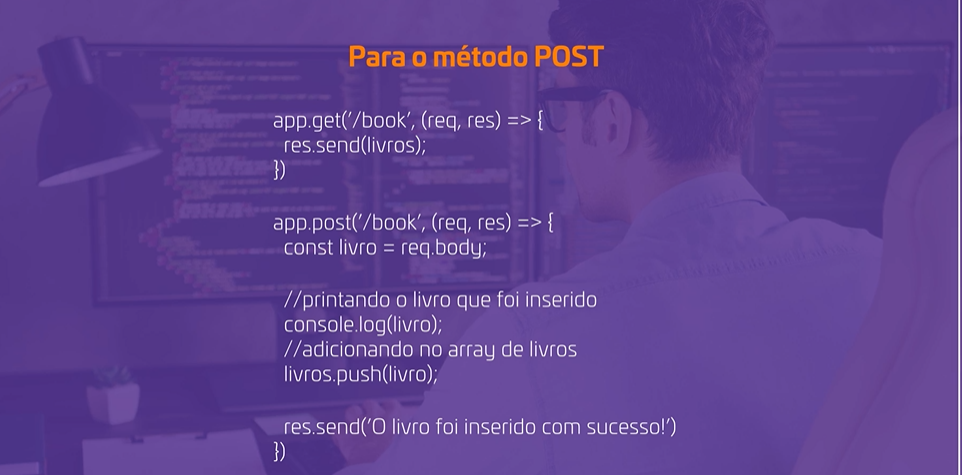 Para o método POST
app.get('/book', (req, res) => {
res.send(livros);
})
app.post('/book', (req, res) => {
const livro = req.body;
//printando o livro que foi inserido
console.log(livro);
//adicionando no array de livros
livros.push(livro);
res.send('O livro foi inserido com sucesso!')
})